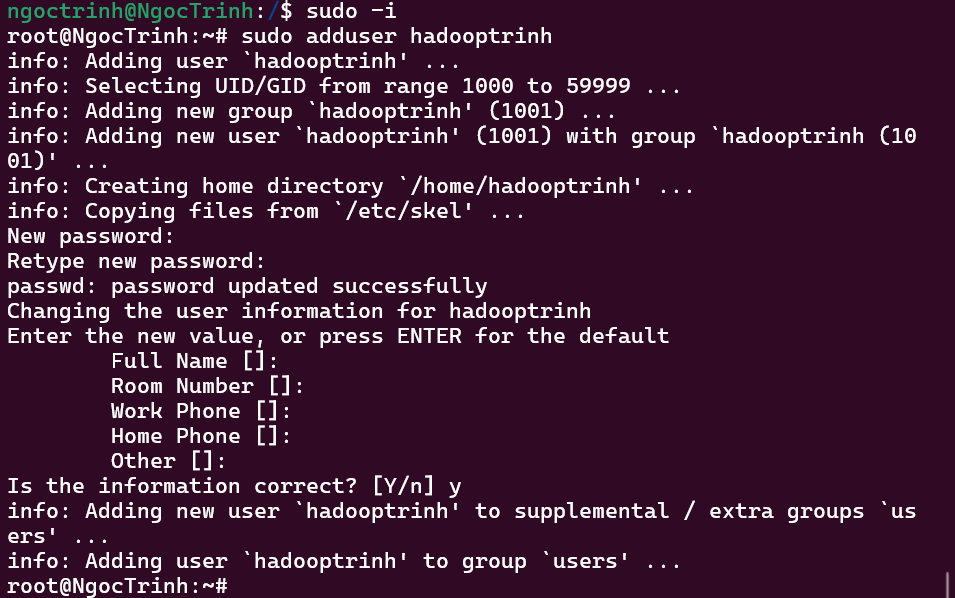 ngoctrinh@NgocTrinh:/$ sudo -i
root@NgocTrinh:~# sudo adduser hadooptrinh
info: Adding user `hadooptrinh' ...
info: Selecting UID/GID from range 1000 to 59999 ...
info: Adding new group `hadooptrinh' (1001) ...
info: Adding new user `hadooptrinh' (1001) with group `hadooptrinh (10
01)' ...
info: Creating home directory `/home/hadooptrinh' ...
info: Copying files from `/etc/skel' ...
New password:
Retype new password:
passwd: password updated successfully
Changing the user information for hadooptrinh
Enter the new value, or press ENTER for the default
        Full Name []:
        Room Number []:
        Work Phone []:
        Home Phone []:
        Other []:
Is the information correct? [Y/n] y
info: Adding new user `hadooptrinh' to supplemental / extra groups `us
ers' ...
info: Adding user `hadooptrinh' to group `users' ...
root@NgocTrinh:~#